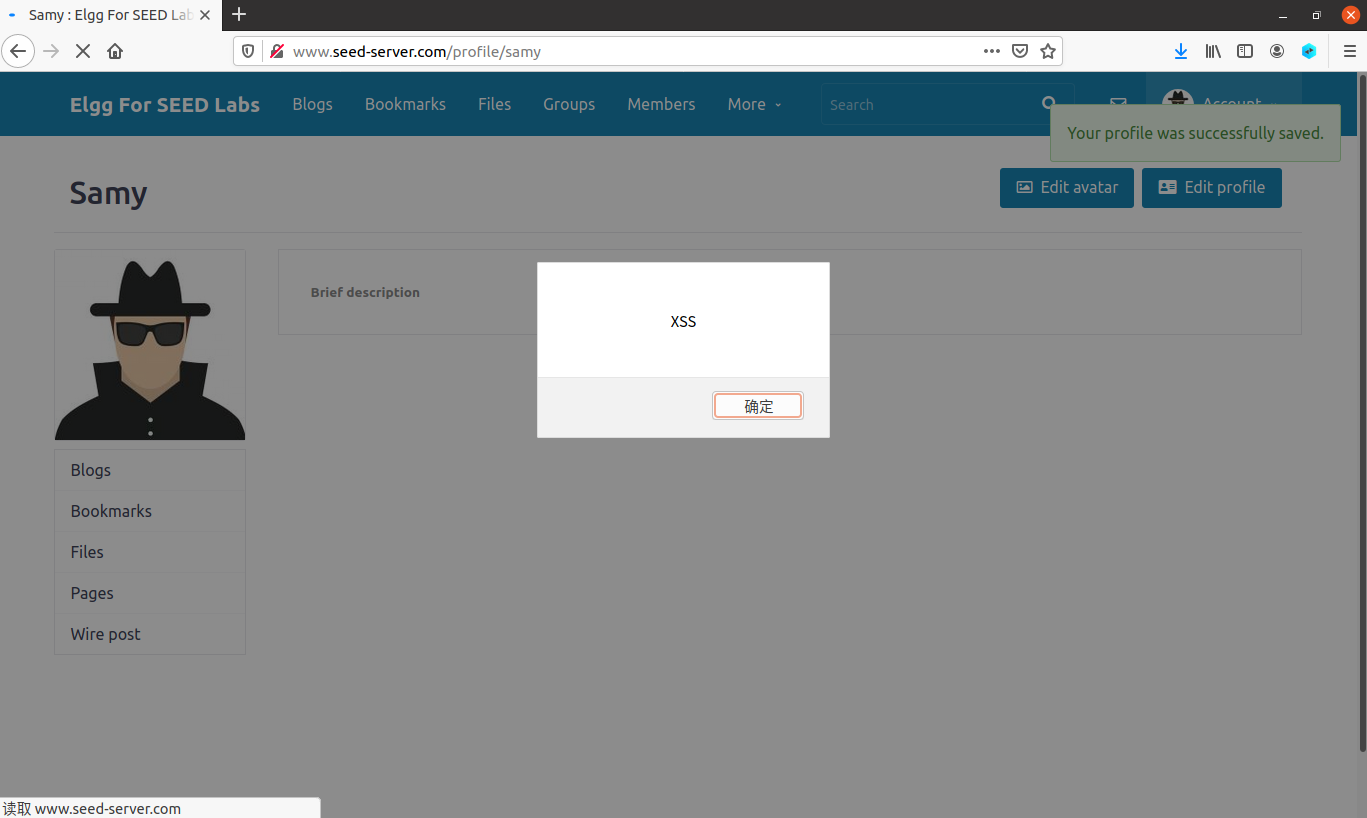 Samy : Elgg For SEED Lab
www.seed-server.com/profile/samy
Elgg For SEED Labs Blogs Bookmarks Files Groups Members More Search Account
Your profile was successfully saved.
Samy
Edit avatar Edit profile
Brief description
XSS
确定
Blogs
Bookmarks
Files
Pages
Wire post
读取 www.seed-server.com